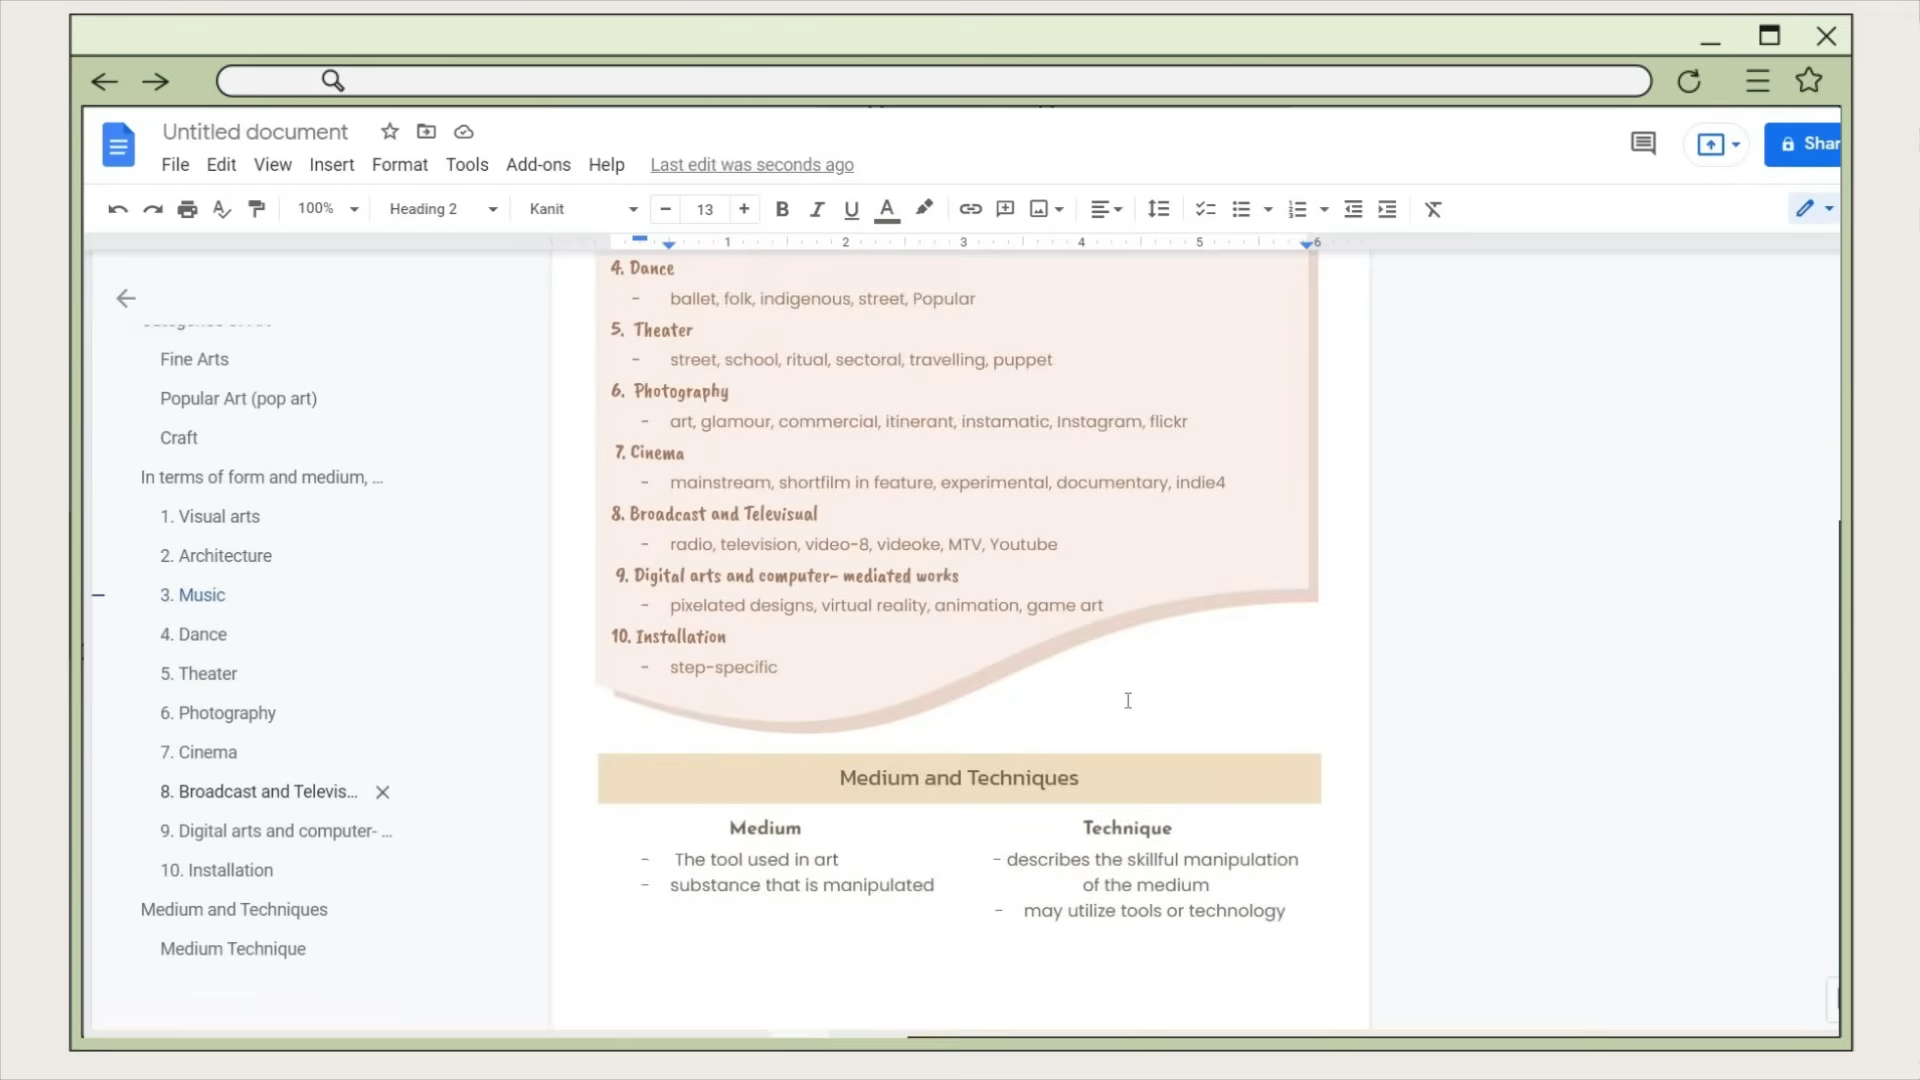 Untitled document
File Edit View Insert Format Tools Add-ons Help Last edit was seconds ago
Shar
100% Heading 2 Kanit 13 B I U A
1 2 3 4 5 6
Fine Arts
Popular Art (pop art)
Craft
In terms of form and medium, ...
1. Visual arts
2. Architecture
3. Music
4. Dance
5. Theater
6. Photography
7. Cinema
8. Broadcast and Televis...
9. Digital arts and computer- ...
10. Installation
Medium and Techniques
Medium Technique
4. Dance
- ballet, folk, indigenous, street, Popular
5. Theater
- street, school, ritual, sectoral, travelling, puppet
6. Photography
- art, glamour, commercial, itinerant, instamatic, Instagram, flickr
7. Cinema
- mainstream, shortfilm in feature, experimental, documentary, indie4
8. Broadcast and Televisual
- radio, television, video-8, videoke, MTV, Youtube
9. Digital arts and computer- mediated works
- pixelated designs, virtual reality, animation, game art
10. Installation
- step-specific
Medium and Techniques
Medium
- The tool used in art
- substance that is manipulated
Technique
- describes the skillful manipulation
of the medium
- may utilize tools or technology